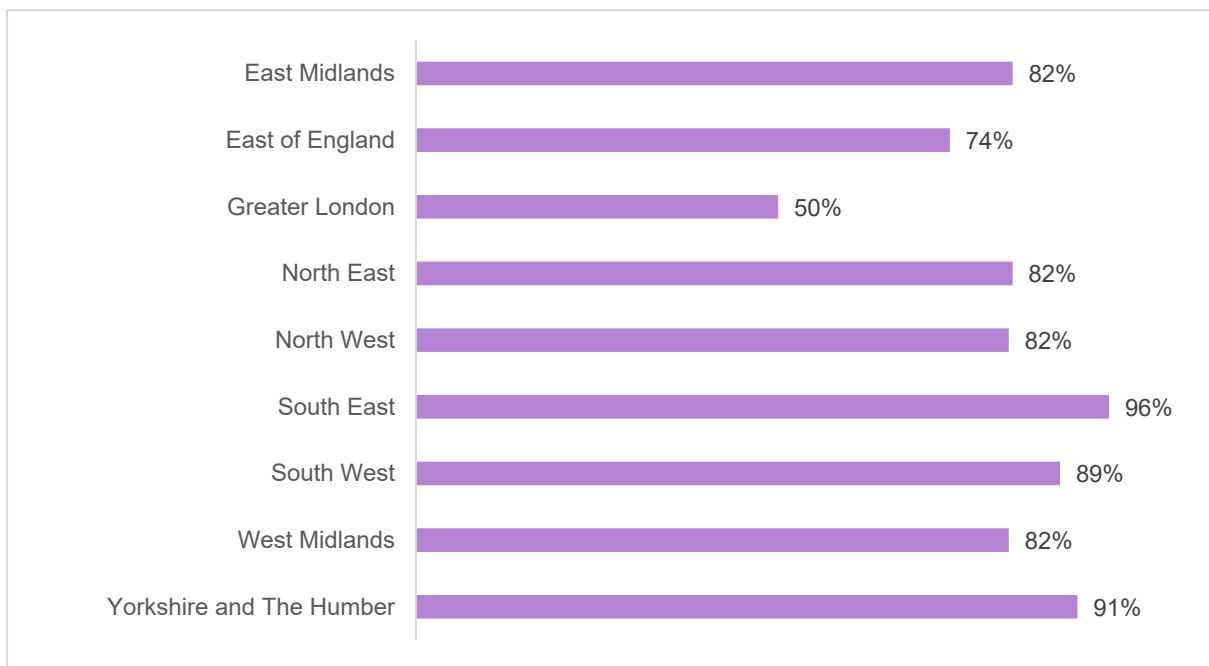 East Midlands 82%
East of England 74%
Greater London 50%
North East 82%
North West 82%
South East 96%
South West 89%
West Midlands 82%
Yorkshire and The Humber 91%